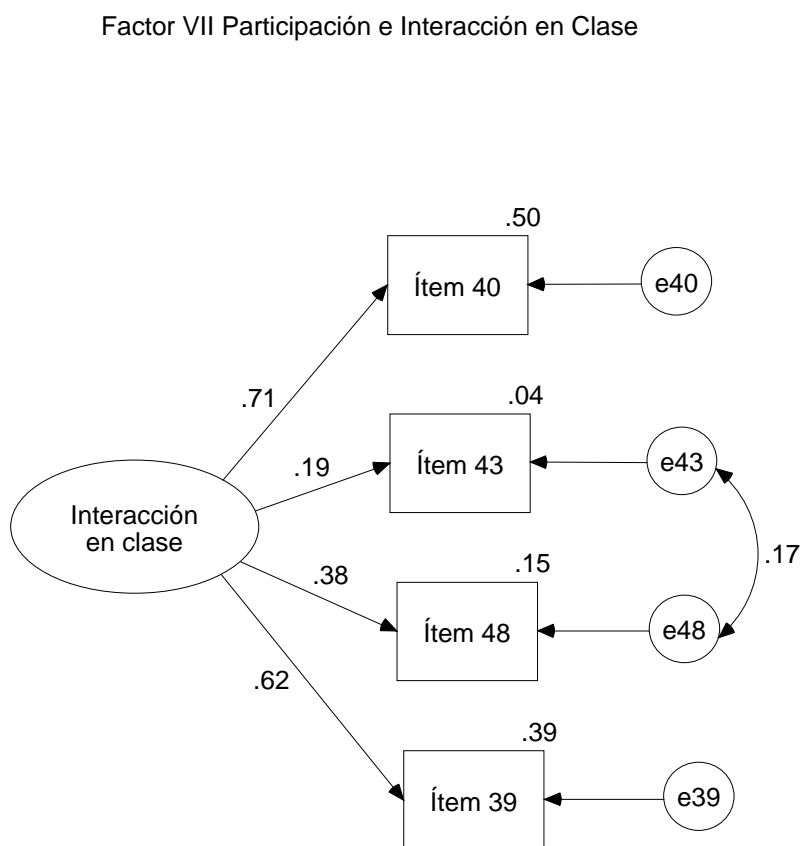 Factor VII Participación e Interacción en Clase
.50
Ítem 40
e40
.71
.04
Ítem 43
e43
.19
Interacción
en clase
.17
.15
.38
Ítem 48
e48
.62
.39
Ítem 39
e39